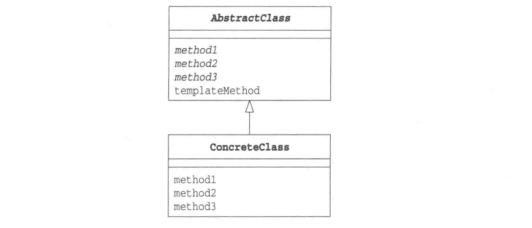 AbstractClass
method1
method2
method3
templateMethod
ConcreteClass
method1
method2
method3